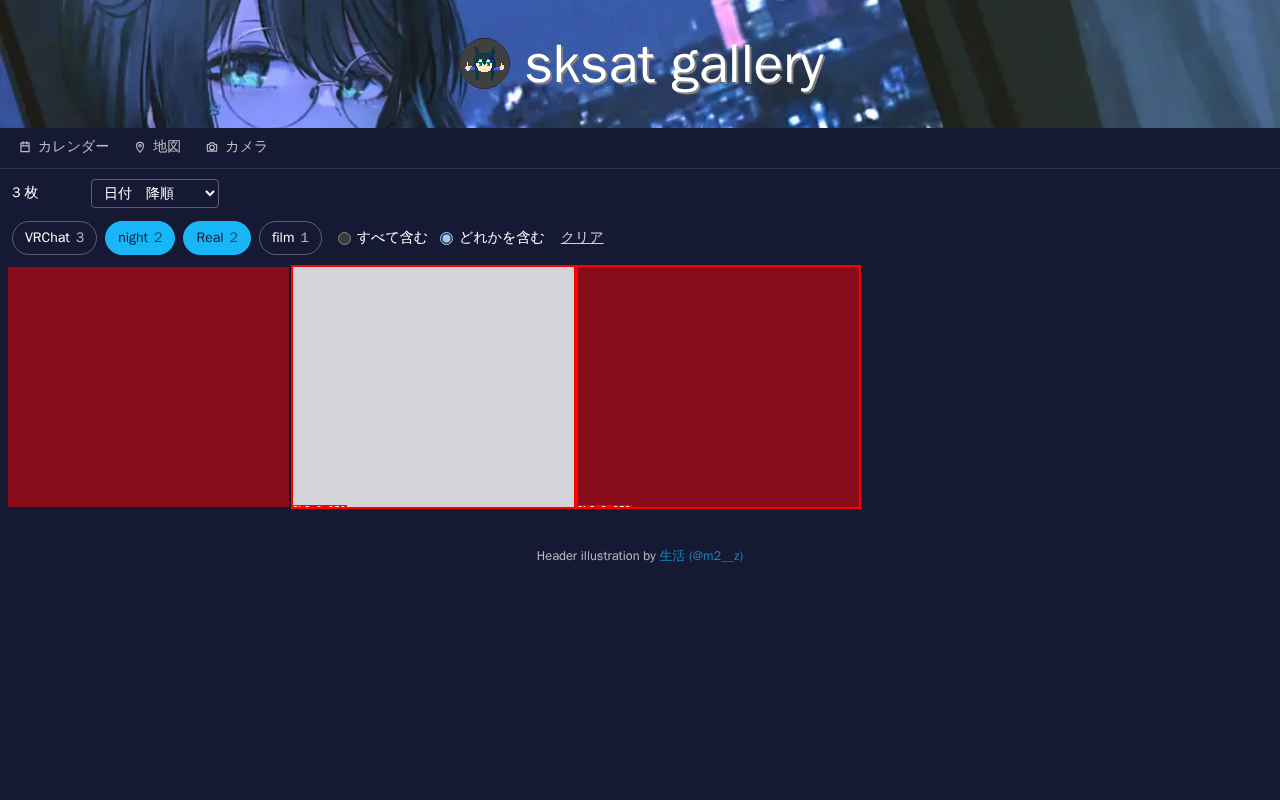 sksat gallery
カレンダー 地図 カメラ
3 枚 日付 降順
VRChat 3 night 2 Real 2 film 1 すべて含む どれかを含む クリア
Header illustration by 生活 (@m2__z)